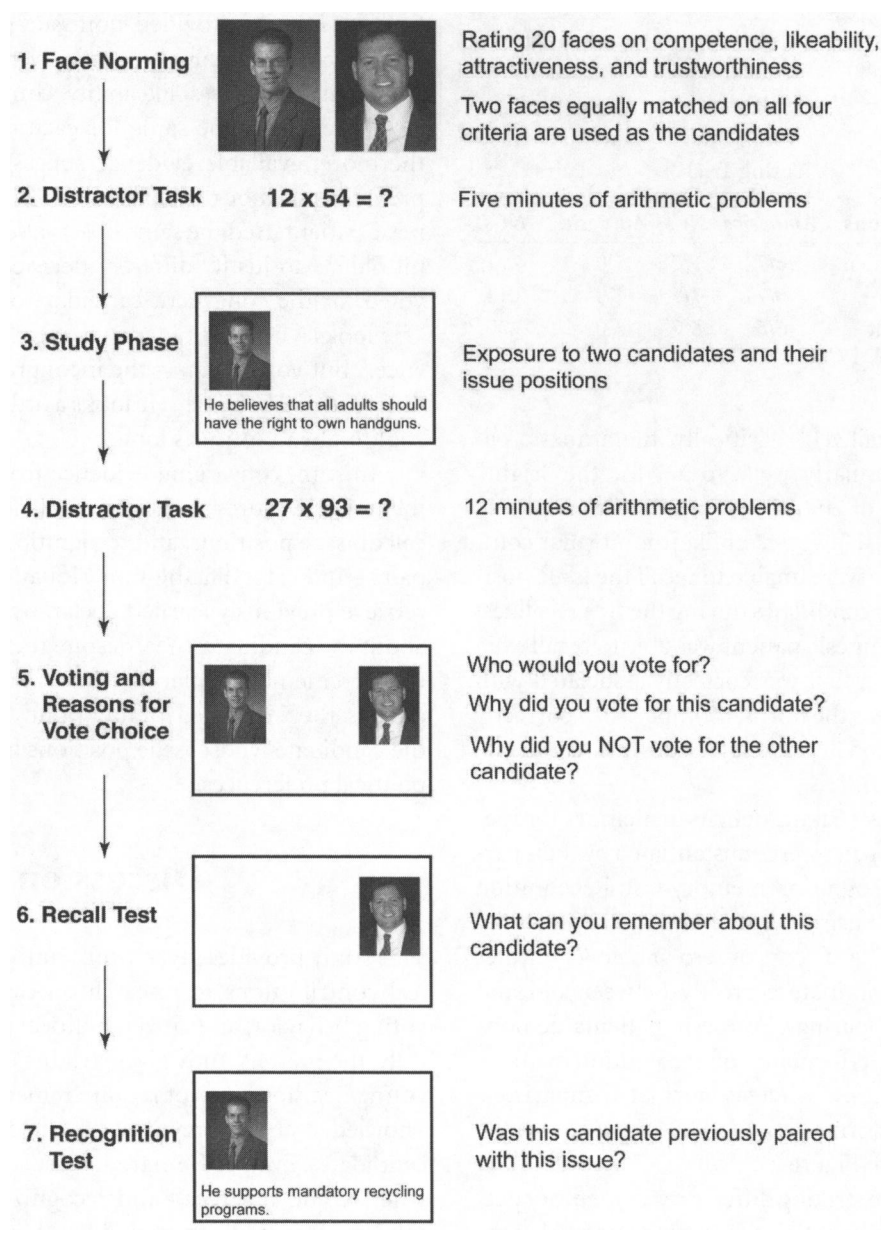 1. Face Norming
Rating 20 faces on competence, likeability,
attractiveness, and trustworthiness
Two faces equally matched on all four
criteria are used as the candidates
2. Distractor Task
12 x 54 = ?
Five minutes of arithmetic problems
3. Study Phase
He believes that all adults should
have the right to own handguns.
Exposure to two candidates and their
issue positions
4. Distractor Task
27 x 93 = ?
12 minutes of arithmetic problems
5. Voting and
Reasons for
Vote Choice
Who would you vote for?
Why did you vote for this candidate?
Why did you NOT vote for the other
candidate?
6. Recall Test
What can you remember about this
candidate?
7. Recognition
Test
He supports mandatory recycling
programs.
Was this candidate previously paired
with this issue?